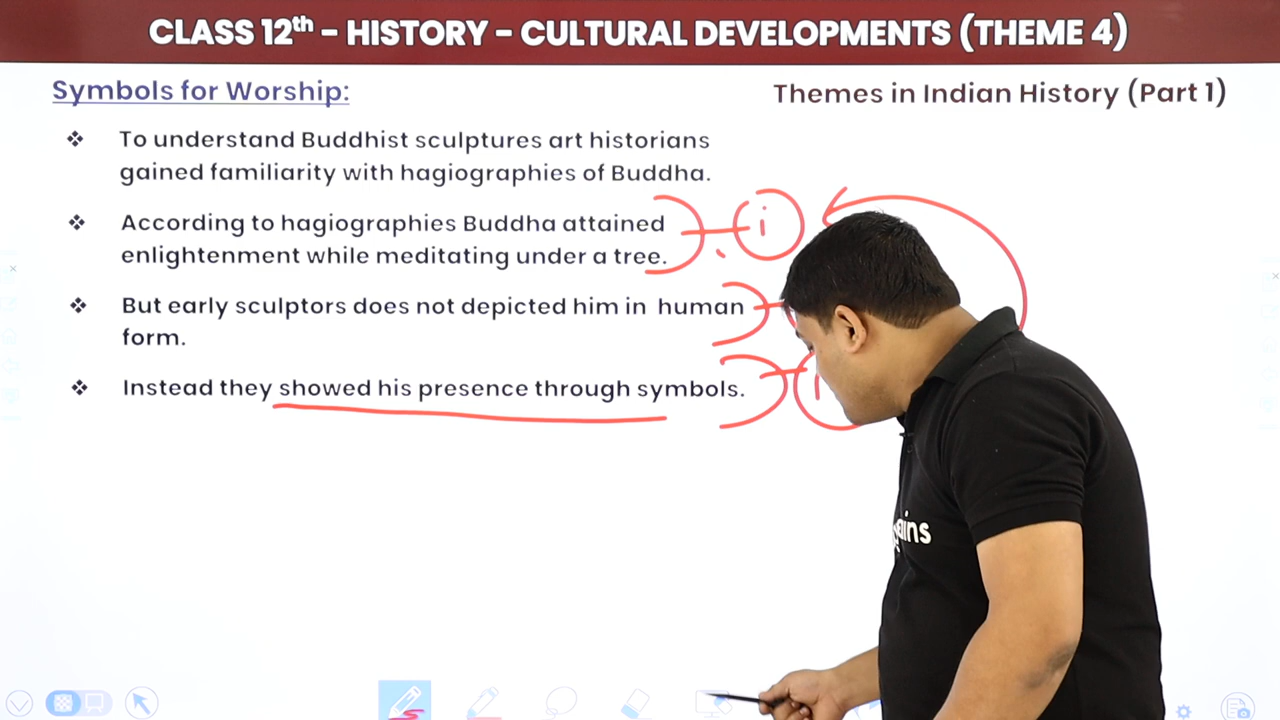 CLASS 12th – HISTORY – CULTURAL DEVELOPMENTS (THEME 4)
Symbols for Worship:
Themes in Indian History (Part 1)
❖ To understand Buddhist sculptures art historians
gained familiarity with hagiographies of Buddha.
❖ According to hagiographies Buddha attained
enlightenment while meditating under a tree.
i
❖ But early sculptors does not depicted him in human
form.
❖ Instead they showed his presence through symbols.